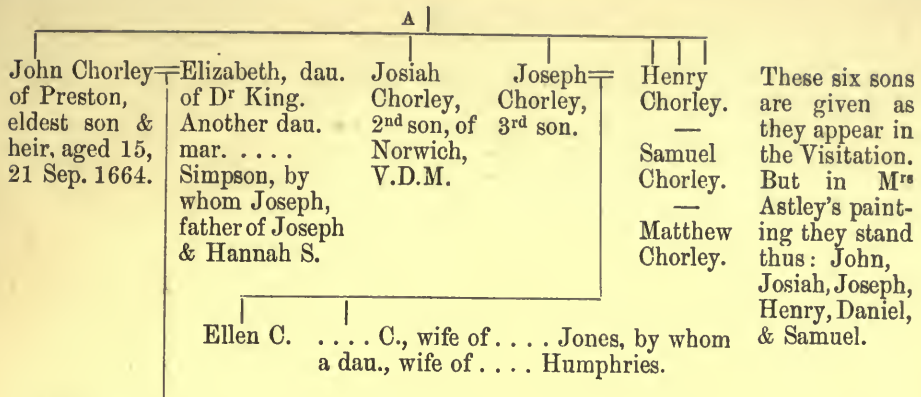 A
John Chorley
of Preston,
eldest son &
heir, aged 15,
21 Sep. 1664.
Elizabeth, dau.
of Dr King.
Another dau.
mar. . . . .
Simpson, by
whom Joseph,
father of Joseph
& Hannah S.
Josiah
Chorley,
2nd son, of
Norwich,
V.D.M.
Joseph
Chorley,
3rd son.
Henry
Chorley.
—
Samuel
Chorley.
—
Matthew
Chorley.
These six sons
are given as
they appear in
the Visitation.
But in Mrs
Astley's paint-
ing they stand
thus: John,
Josiah, Joseph,
Henry, Daniel,
& Samuel.
Ellen C.
. . . . C., wife of . . . . Jones, by whom
a dau., wife of . . . . Humphries.